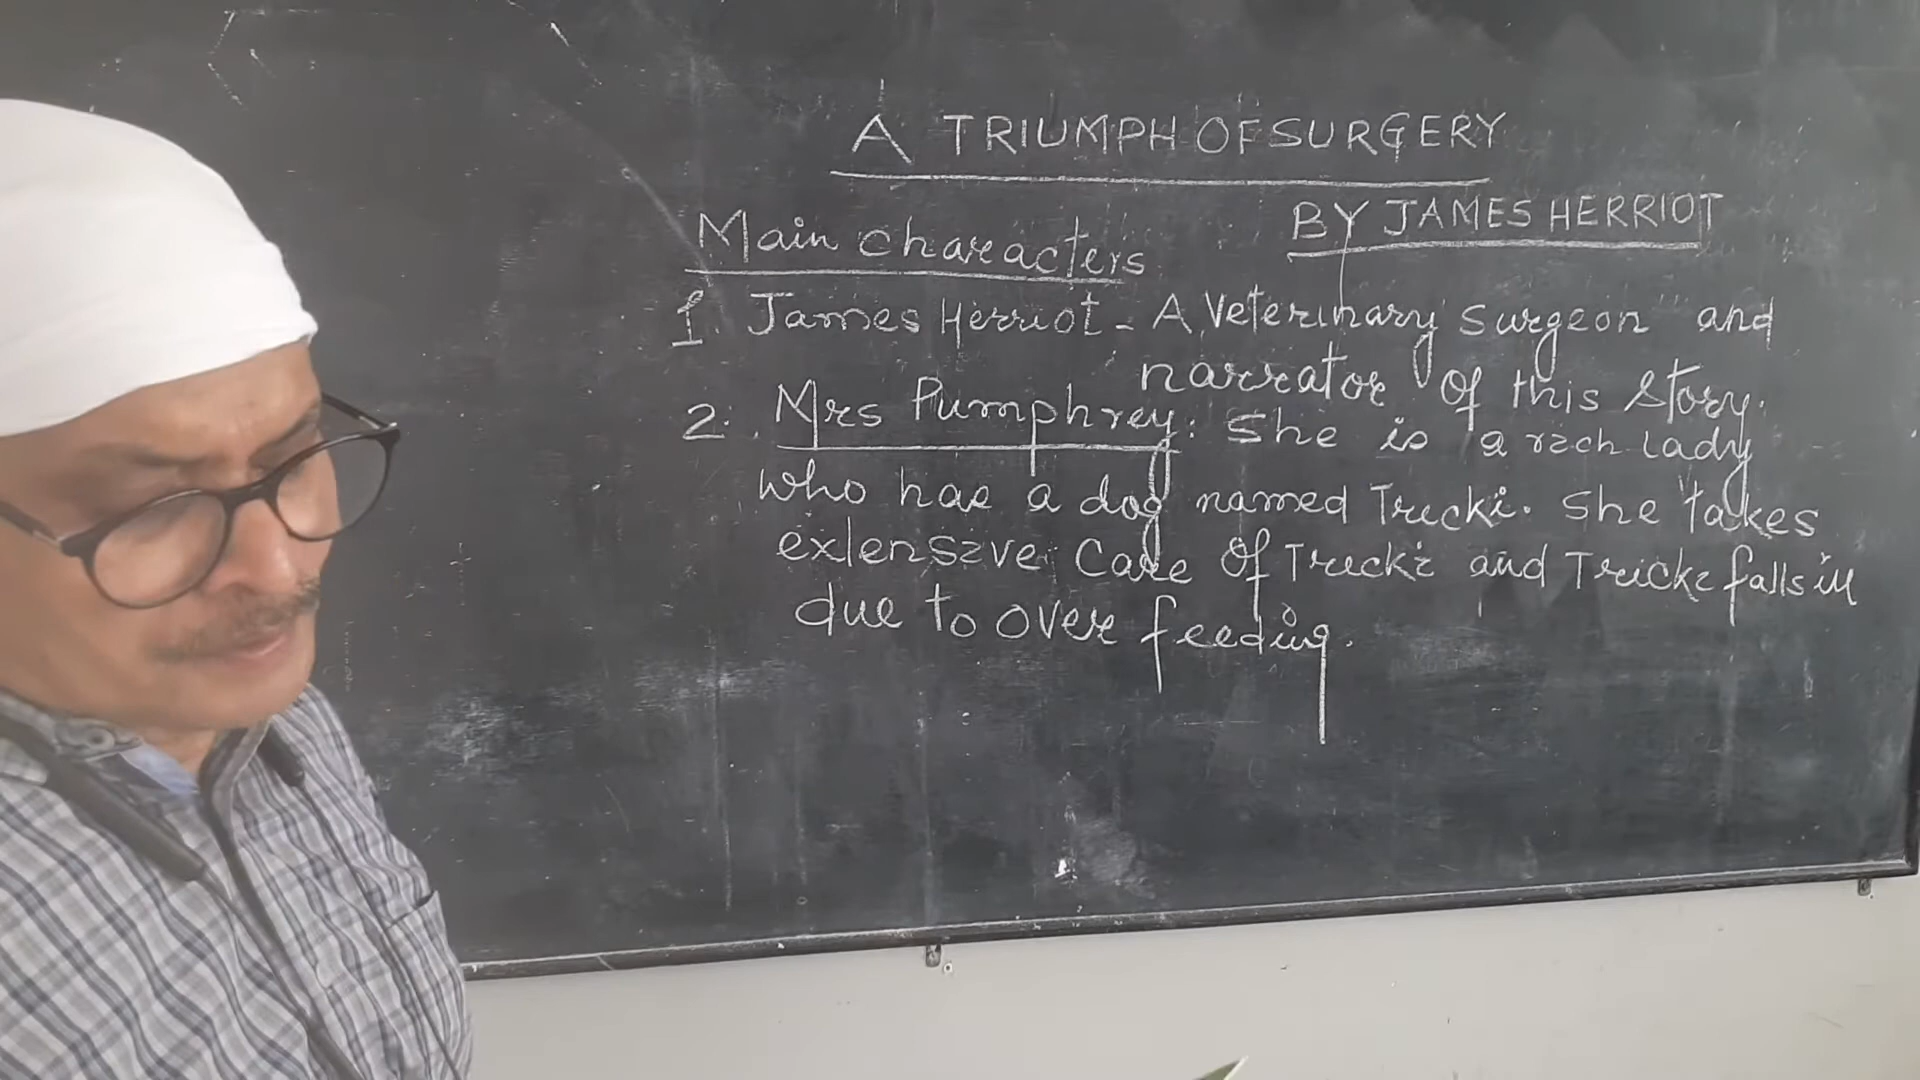 A TRIUMPH OF SURGERY
BY JAMES HERRIOT
Main characters
1. James Herriot - A Veterinary surgeon and
narrator of this story.
2. Mrs Pumphrey: She is a rich lady
who has a dog named Tricki. She takes
extensive care of Tricki and Tricki falls ill
due to over feeding.